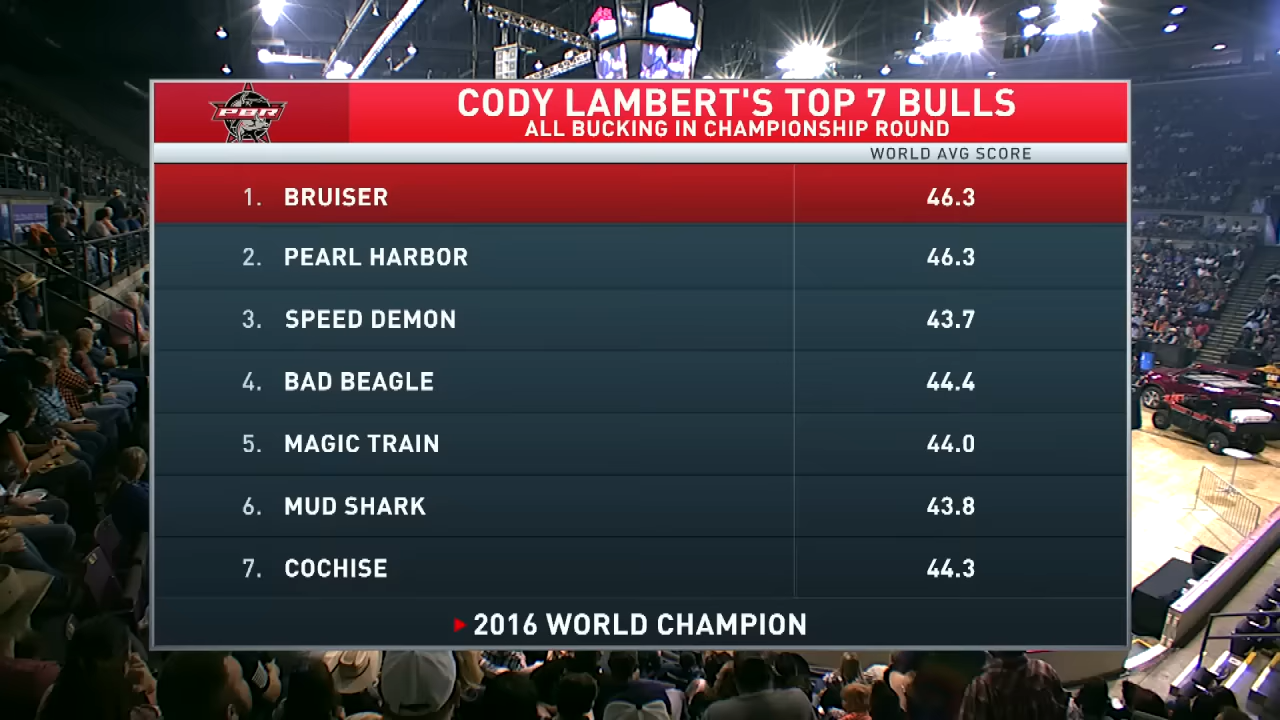 PBR
CODY LAMBERT'S TOP 7 BULLS
ALL BUCKING IN CHAMPIONSHIP ROUND
WORLD AVG SCORE
1. BRUISER 46.3
2. PEARL HARBOR 46.3
3. SPEED DEMON 43.7
4. BAD BEAGLE 44.4
5. MAGIC TRAIN 44.0
6. MUD SHARK 43.8
7. COCHISE 44.3
2016 WORLD CHAMPION